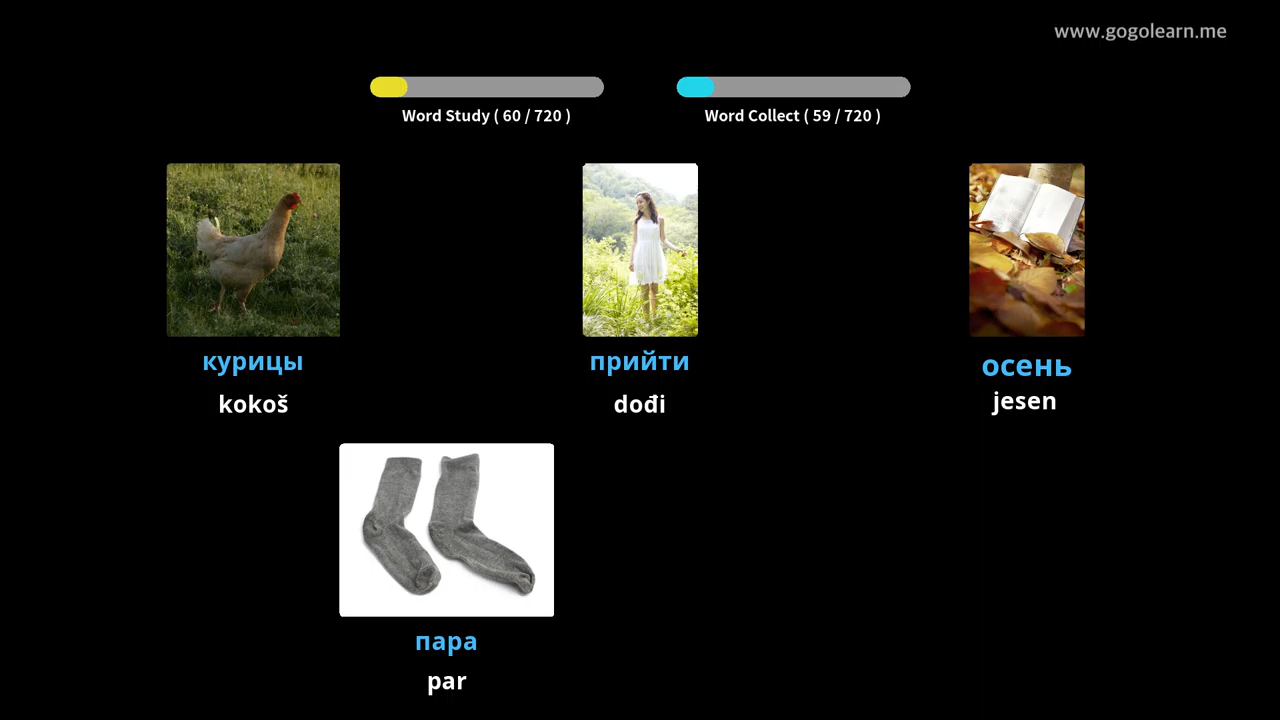 www.gogolearn.me
Word Study ( 60 / 720 )
Word Collect ( 59 / 720 )
курицы
kokoš
прийти
dođi
осень
jesen
пара
par